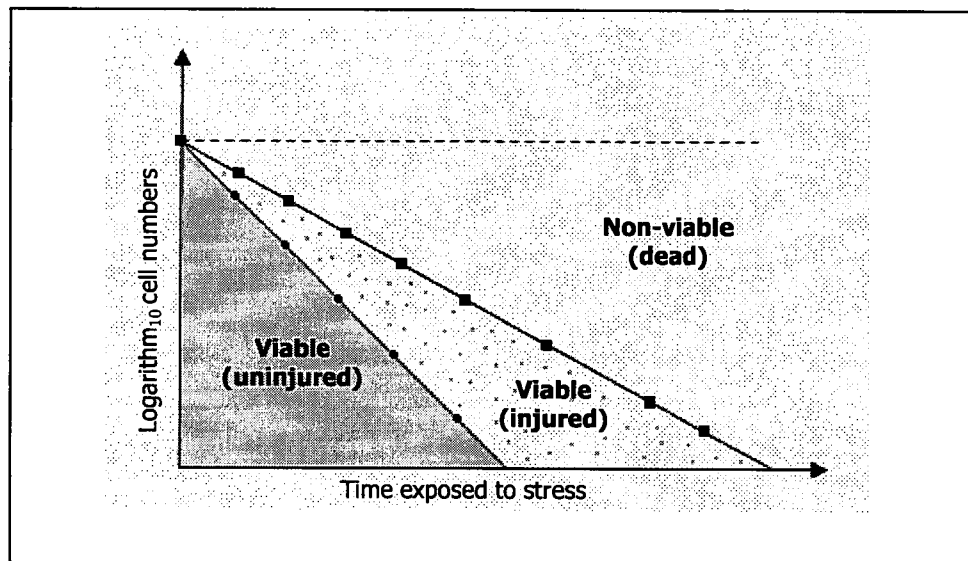 Logarithm₁₀ cell numbers
Non-viable
(dead)
Viable
(uninjured)
Viable
(injured)
Time exposed to stress